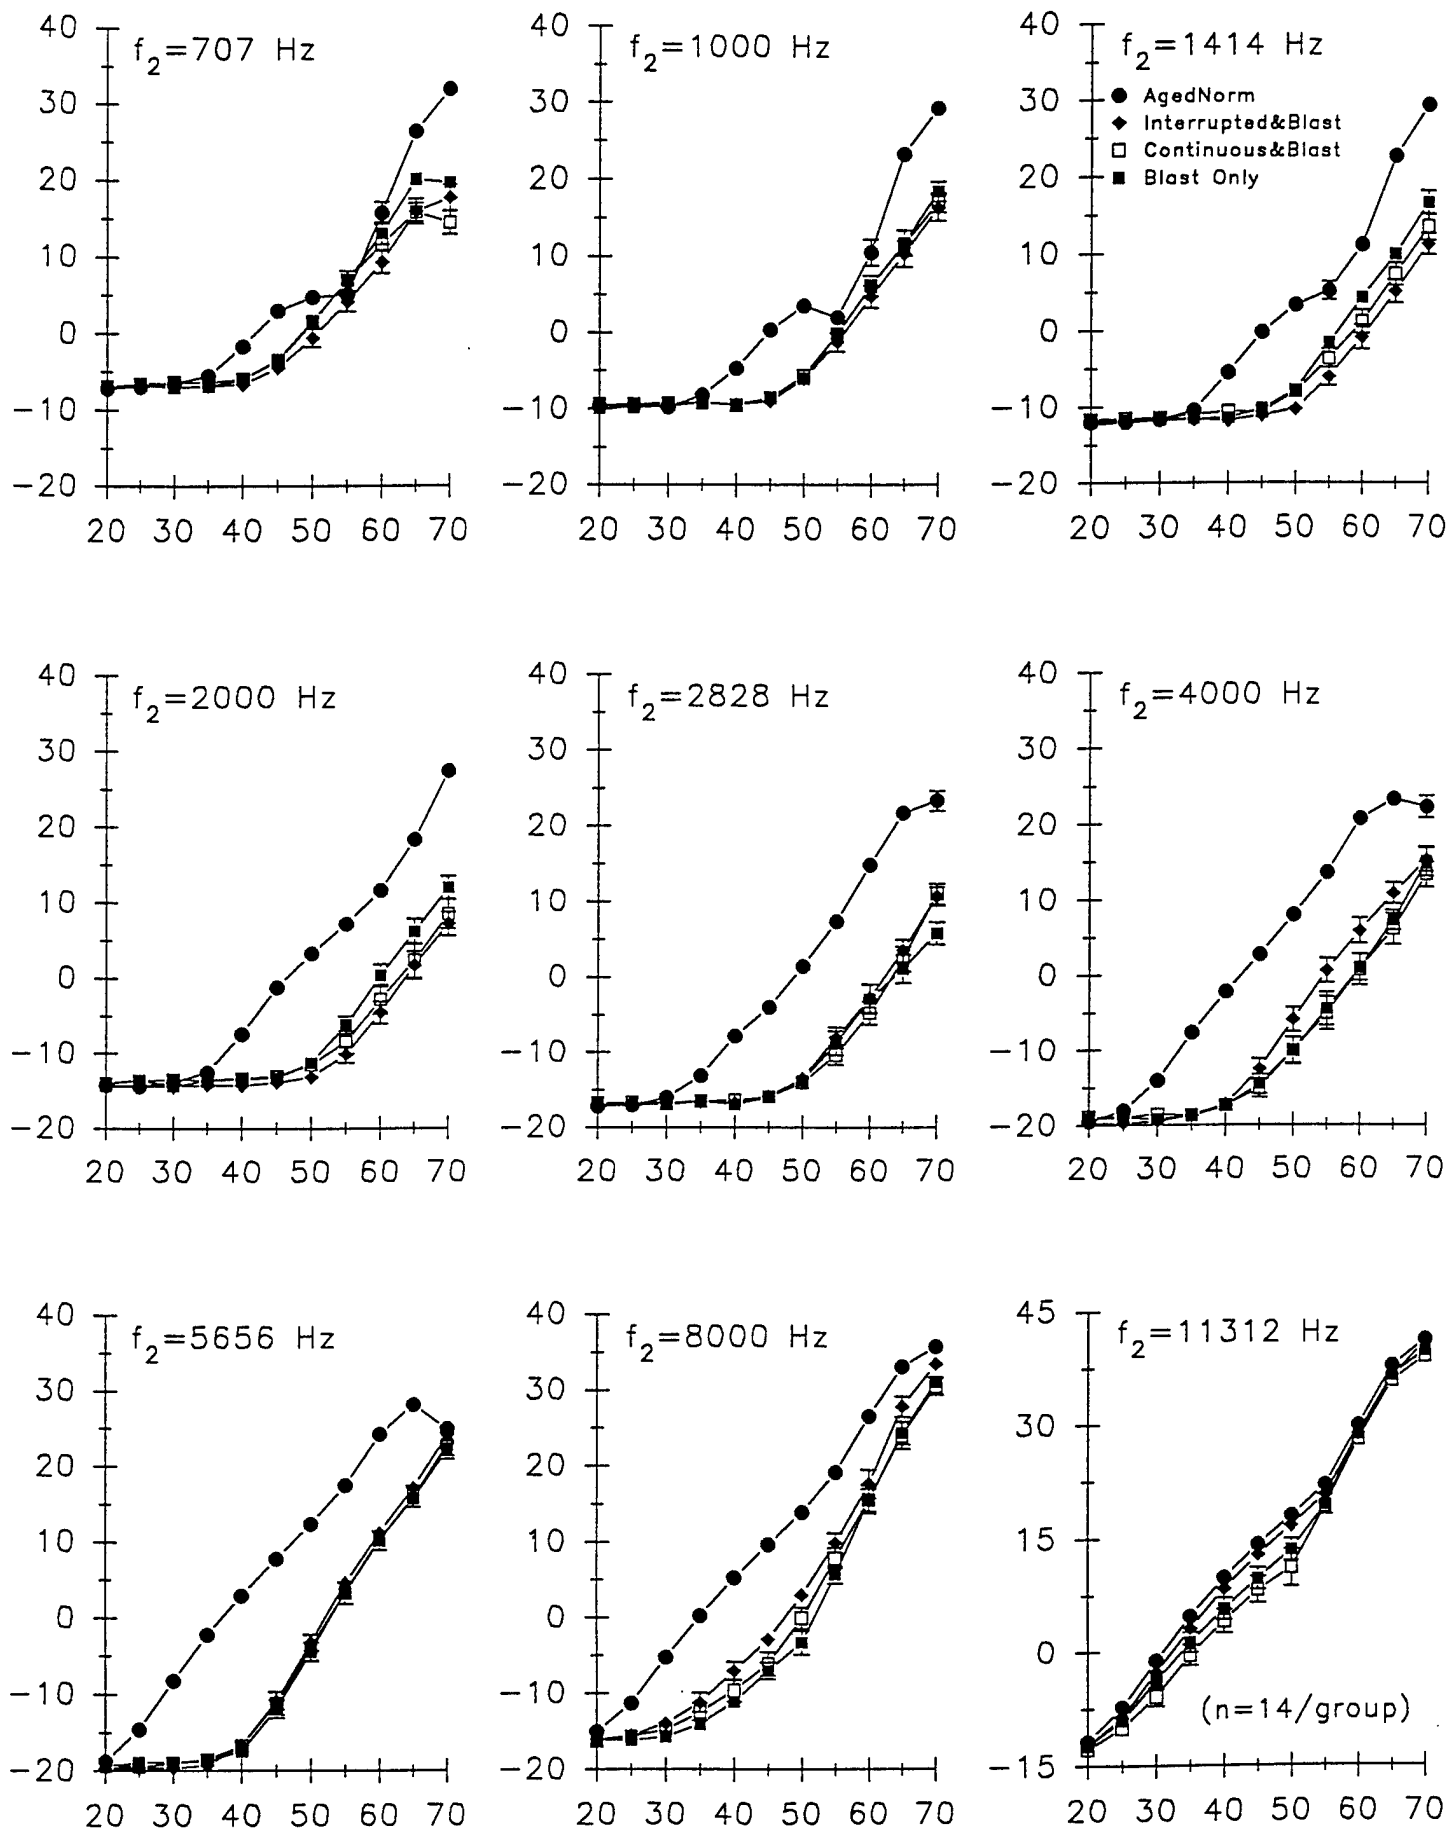 f2=707 Hz
40
30
20
10
0
−10
−20
20 30 40 50 60 70
f2=1000 Hz
40
30
20
10
0
−10
−20
20 30 40 50 60 70
f2=1414 Hz
AgedNorm
Interrupted&Blast
Continuous&Blast
Blast Only
40
30
20
10
0
−10
−20
20 30 40 50 60 70
f2=2000 Hz
40
30
20
10
0
−10
−20
20 30 40 50 60 70
f2=2828 Hz
40
30
20
10
0
−10
−20
20 30 40 50 60 70
f2=4000 Hz
40
30
20
10
0
−10
−20
20 30 40 50 60 70
f2=5656 Hz
40
30
20
10
0
−10
−20
20 30 40 50 60 70
f2=8000 Hz
40
30
20
10
0
−10
−20
20 30 40 50 60 70
f2=11312 Hz
45
30
15
0
−15
(n=14/group)
20 30 40 50 60 70